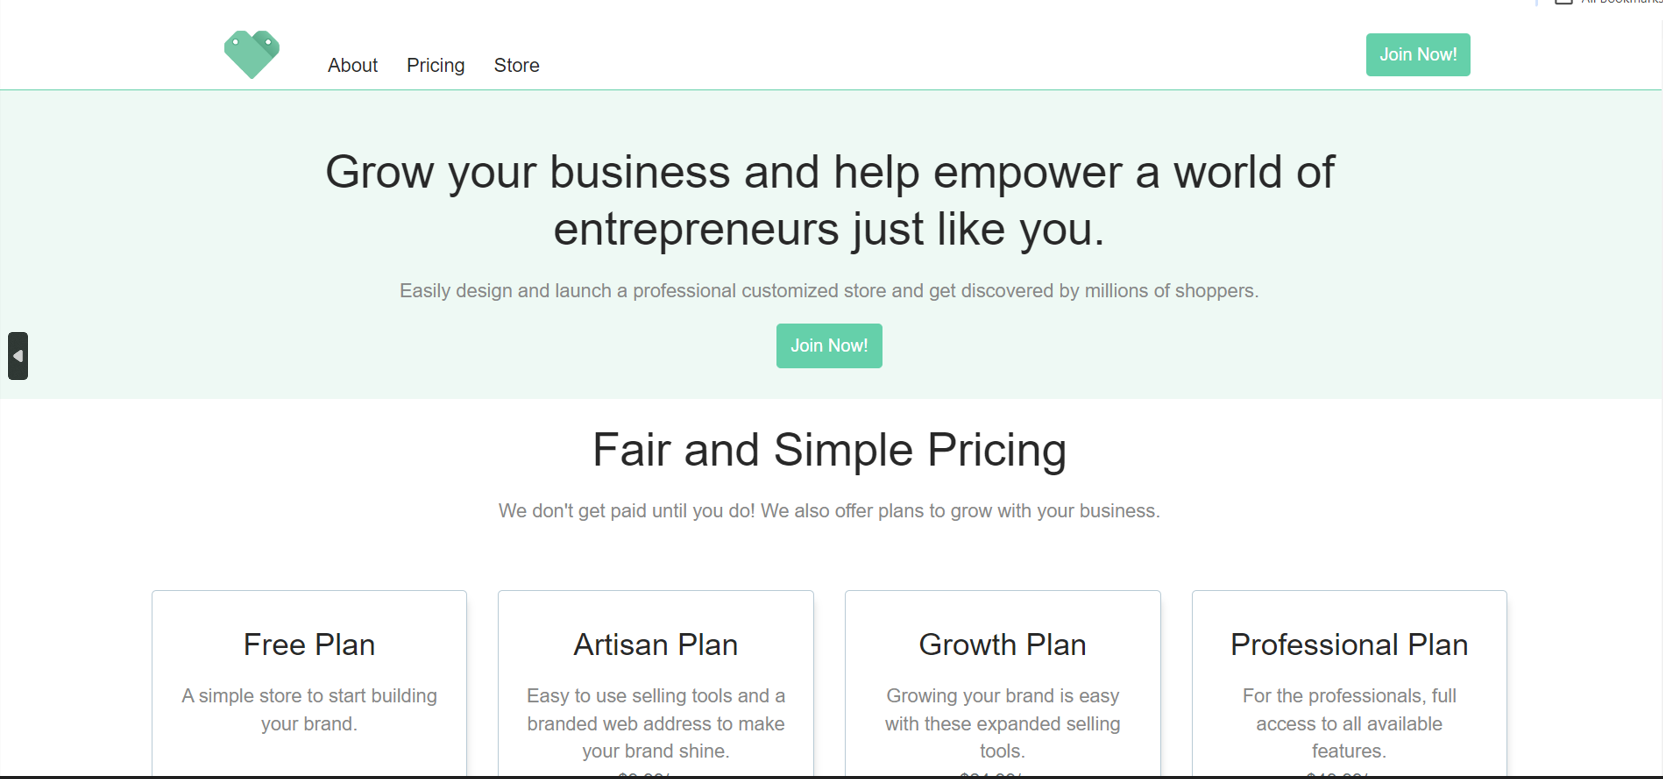 About Pricing Store Join Now!
Grow your business and help empower a world of
entrepreneurs just like you.
Easily design and launch a professional customized store and get discovered by millions of shoppers.
Join Now!
Fair and Simple Pricing
We don't get paid until you do! We also offer plans to grow with your business.
Free Plan
A simple store to start building
your brand.
Artisan Plan
Easy to use selling tools and a
branded web address to make
your brand shine.
Growth Plan
Growing your brand is easy
with these expanded selling
tools.
Professional Plan
For the professionals, full
access to all available
features.